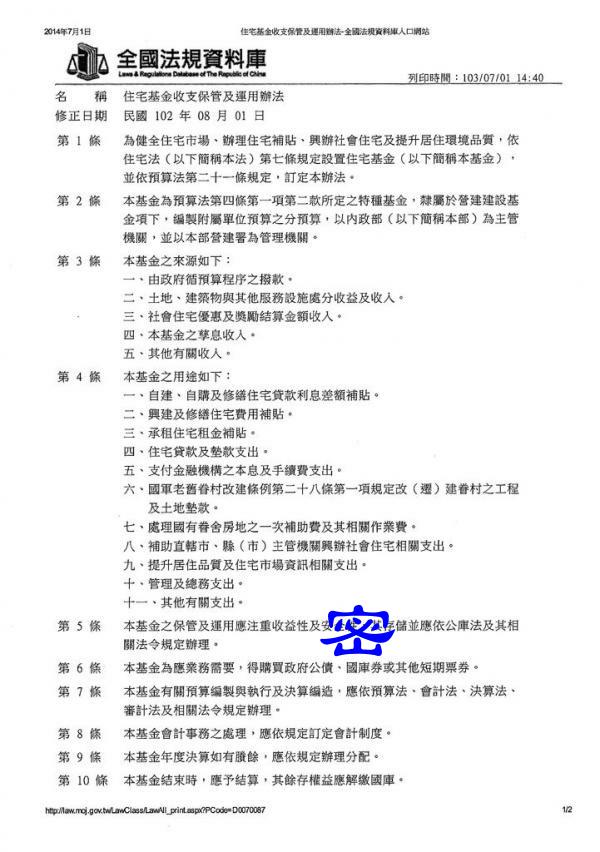 2014年7月1日 住宅基金收支保管及運用辦法-全國法規資料庫入口網站
全國法規資料庫
Laws & Regulations Database of The Republic of China
列印時間：103/07/01 14:40
名 稱 住宅基金收支保管及運用辦法
修正日期 民國 102 年 08 月 01 日
第 1 條 為健全住宅市場、辦理住宅補貼、興辦社會住宅及提升居住環境品質，依
住宅法（以下簡稱本法）第七條規定設置住宅基金（以下簡稱本基金），
並依預算法第二十一條規定，訂定本辦法。
第 2 條 本基金為預算法第四條第一項第二款所定之特種基金，隸屬於營建建設基
金項下，編製附屬單位預算之分預算，以內政部（以下簡稱本部）為主管
機關，並以本部營建署為管理機關。
第 3 條 本基金之來源如下：
一、由政府循預算程序之撥款。
二、土地、建築物與其他服務設施處分收益及收入。
三、社會住宅優惠及獎勵結算金額收入。
四、本基金之孳息收入。
五、其他有關收入。
第 4 條 本基金之用途如下：
一、自建、自購及修繕住宅貸款利息差額補貼。
二、興建及修繕住宅費用補貼。
三、承租住宅租金補貼。
四、住宅貸款及墊款支出。
五、支付金融機構之本息及手續費支出。
六、國軍老舊眷村改建條例第二十八條第一項規定改（遷）建眷村之工程
及土地墊款。
七、處理國有眷舍房地之一次補助費及其相關作業費。
八、補助直轄市、縣（市）主管機關興辦社會住宅相關支出。
九、提升居住品質及住宅市場資訊相關支出。
十、管理及總務支出。
十一、其他有關支出。
第 5 條 本基金之保管及運用應注重收益性及安 密 存儲並應依公庫法及其相
關法令規定辦理。
第 6 條 本基金為應業務需要，得購買政府公債、國庫券或其他短期票券。
第 7 條 本基金有關預算編製與執行及決算編造，應依預算法、會計法、決算法、
審計法及相關法令規定辦理。
第 8 條 本基金會計事務之處理，應依規定訂定會計制度。
第 9 條 本基金年度決算如有賸餘，應依規定辦理分配。
第 10 條 本基金結束時，應予結算，其餘存權益應解繳國庫。
http://law.moj.gov.tw/LawClass/LawAll_print.aspx?PCode=D0070087 1/2